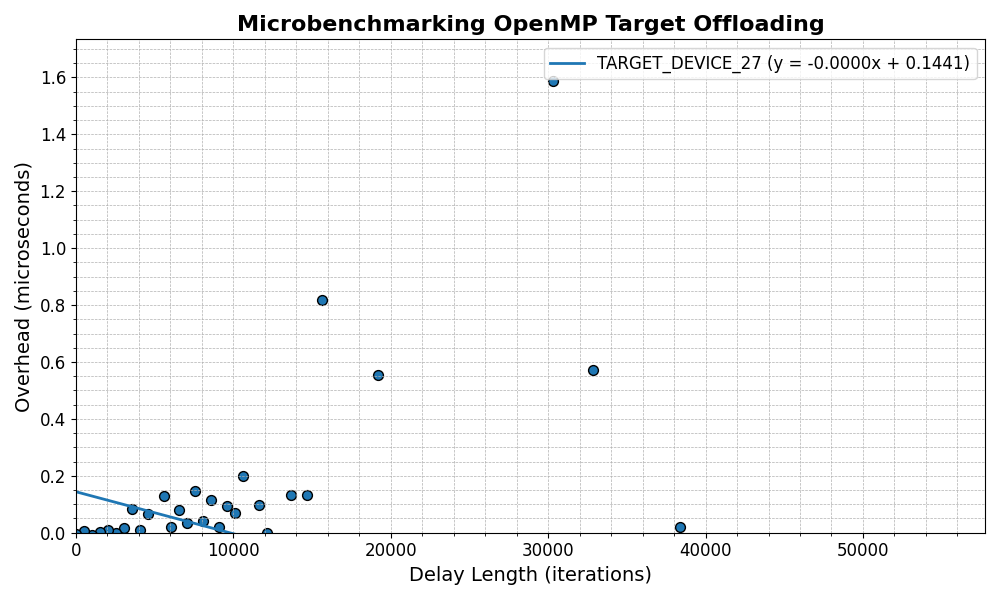 Microbenchmarking OpenMP Target Offloading
TARGET_DEVICE_27 (y = -0.0000x + 0.1441)
1.6
1.4
1.2
1.0
0.8
0.6
0.4
0.2
0.0
Overhead (microseconds)
0 10000 20000 30000 40000 50000
Delay Length (iterations)